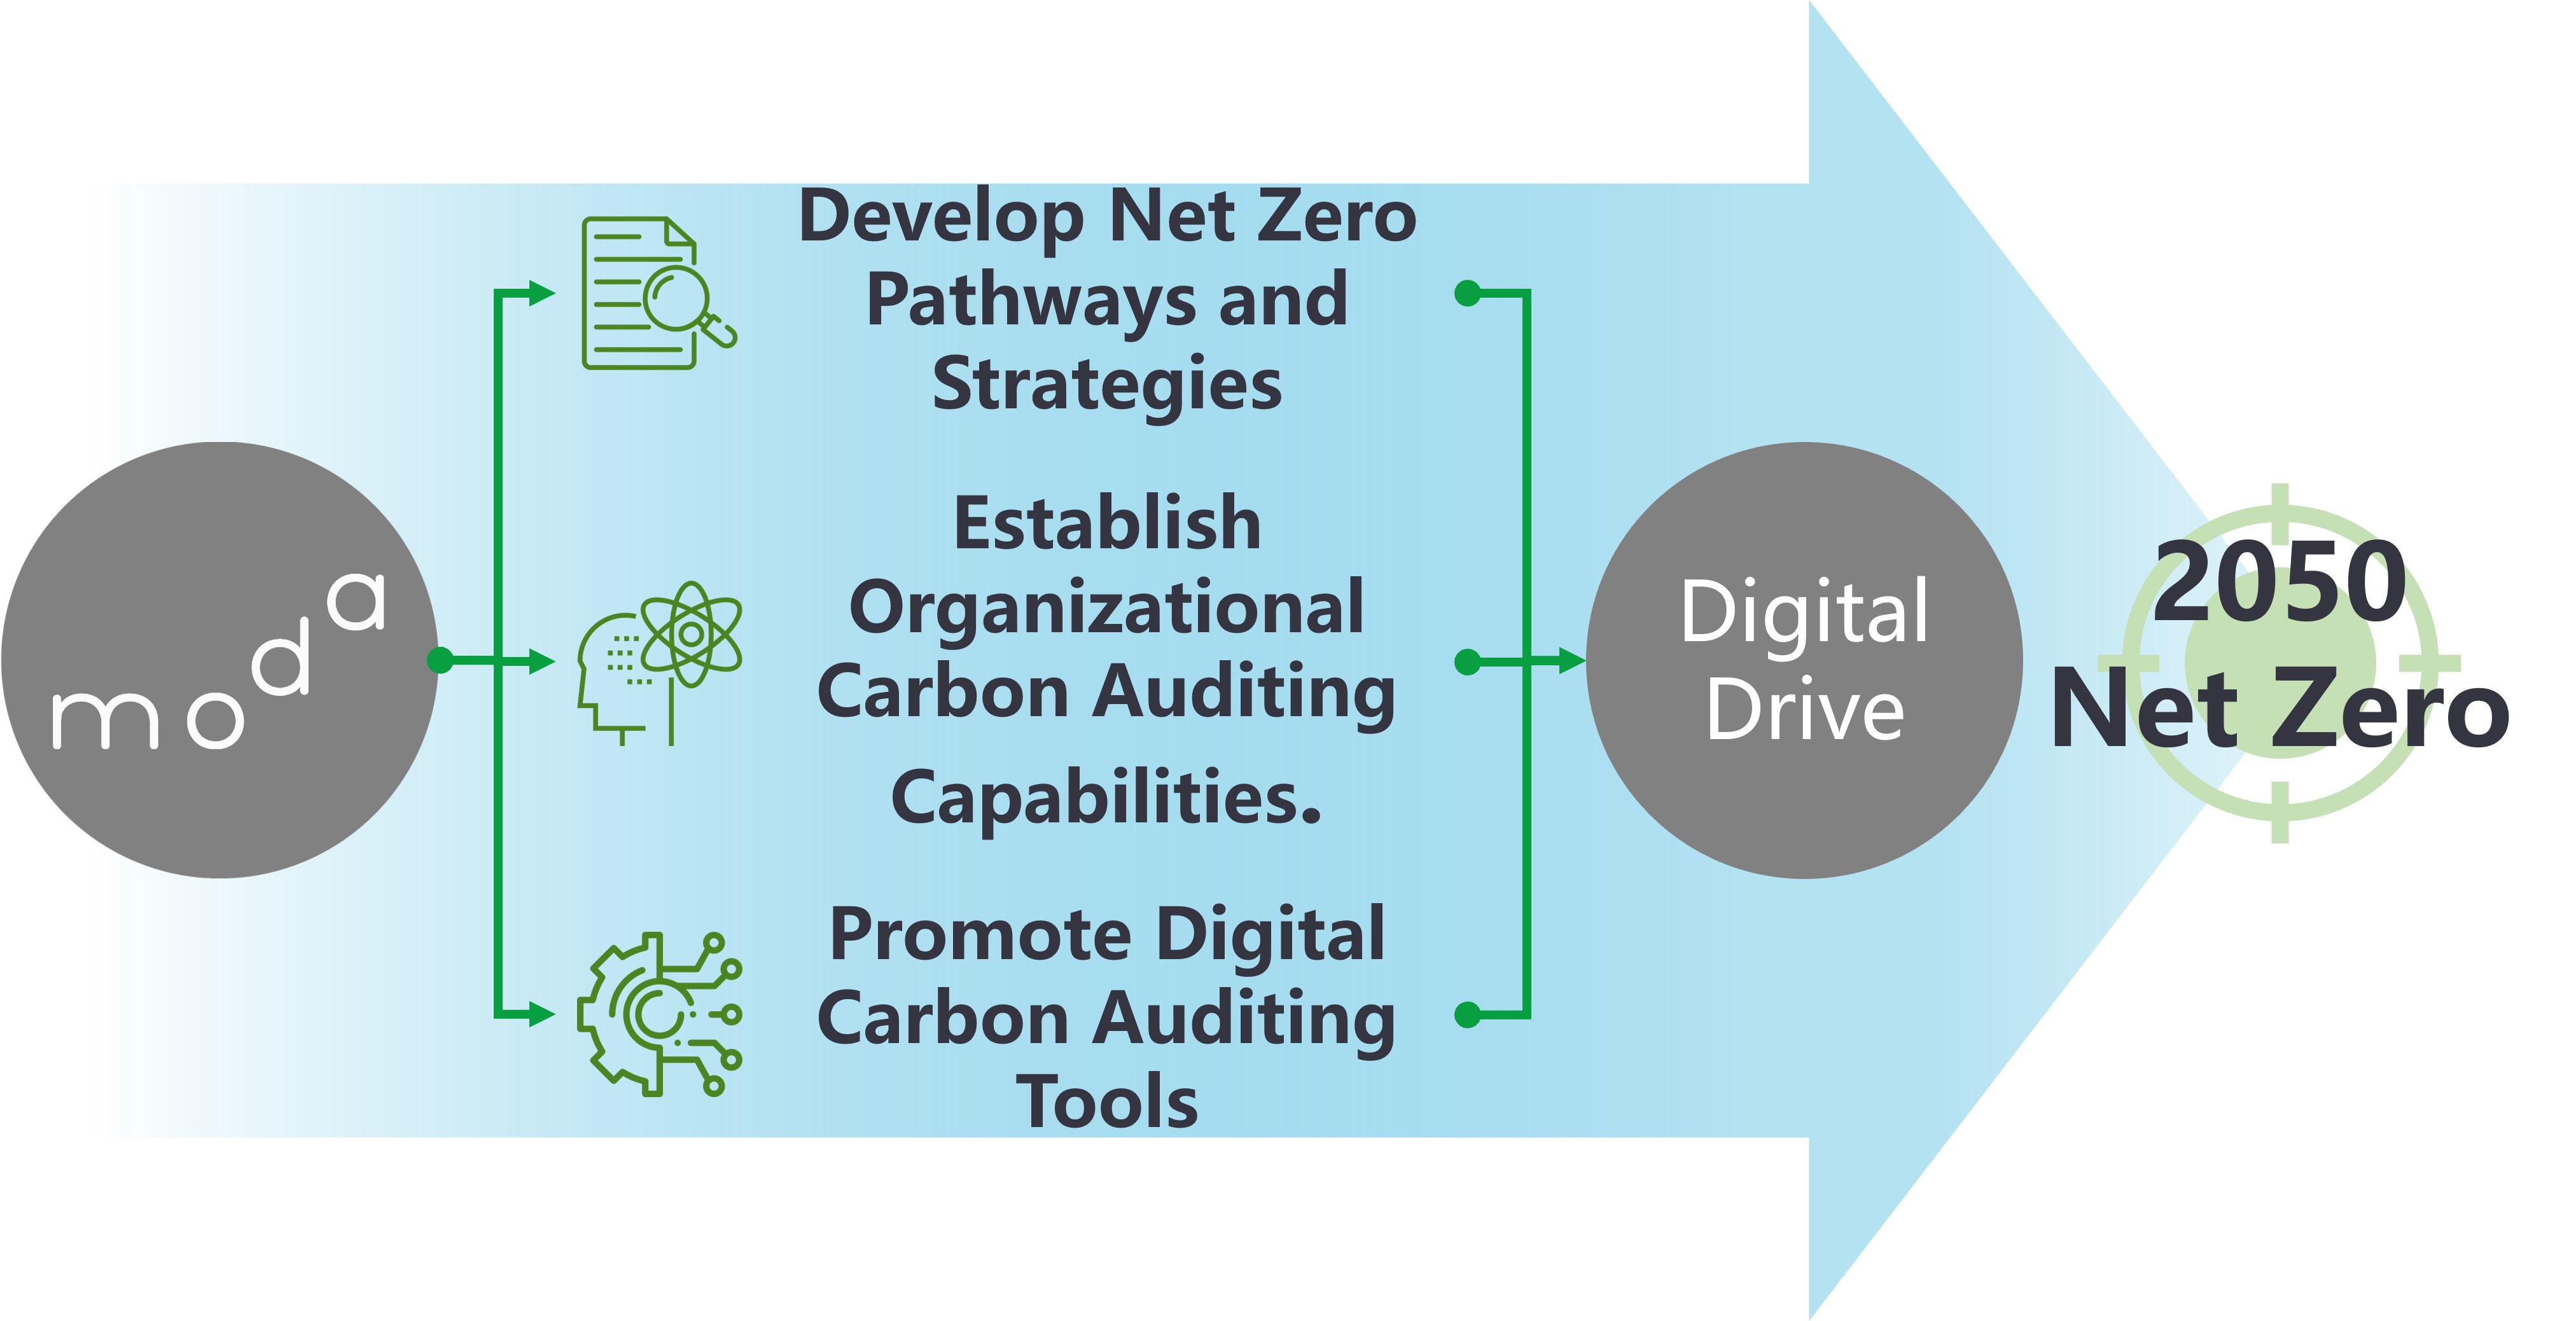 moda
Develop Net Zero
Pathways and
Strategies
Establish
Organizational
Carbon Auditing
Capabilities.
Promote Digital
Carbon Auditing
Tools
Digital
Drive
2050
Net Zero